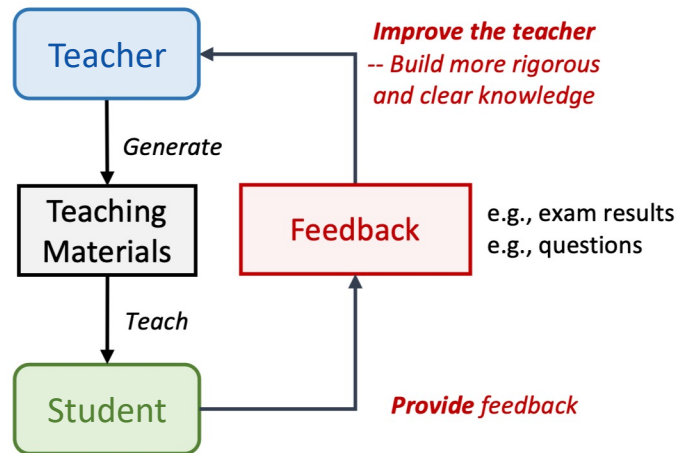 Teacher
Improve the teacher
-- Build more rigorous
and clear knowledge
Generate
Teaching
Materials
Feedback
e.g., exam results
e.g., questions
Teach
Student
Provide feedback